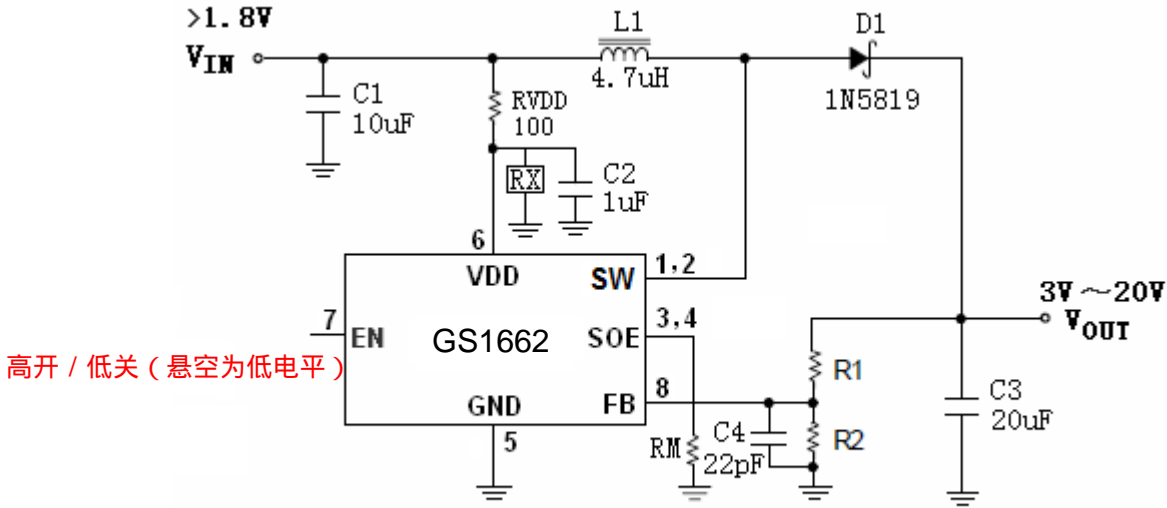 >1.8V
VIN
L1
4.7uH
D1
1N5819
C1
10uF
RVDD
100
RX
C2
1uF
6
VDD
SW
1,2
7
EN
GS1662
SOE
3,4
高开 / 低关 ( 悬空为低电平 )
GND
5
FB
8
RM
C4
22pF
R1
R2
3V ~20V
VOUT
C3
20uF